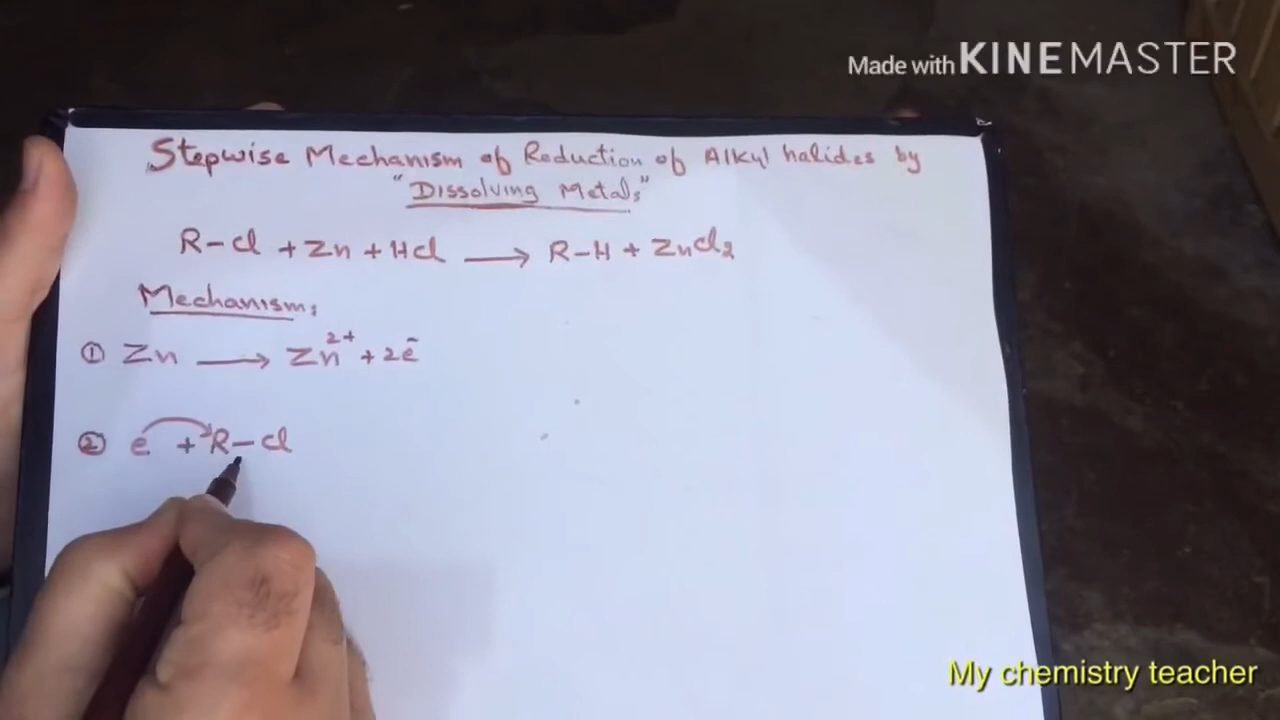 Made with KINEMASTER
Stepwise Mechanism of Reduction of Alkyl halides by
"Dissolving Metals"
R-Cl + Zn + HCl → R-H + ZnCl₂
Mechanism:
① Zn → Zn²⁺ + 2e⁻
② e + R-Cl
My chemistry teacher